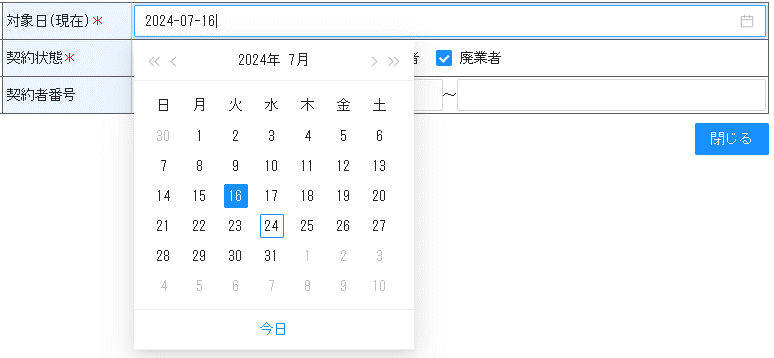 対象日(現在)＊ 2024-07-16
契約状態＊ 者 廃業者
契約者番号 ～
閉じる
2024年 7月
日 月 火 水 木 金 土
30 1 2 3 4 5 6
7 8 9 10 11 12 13
14 15 16 17 18 19 20
21 22 23 24 25 26 27
28 29 30 31 1 2 3
4 5 6 7 8 9 10
今日